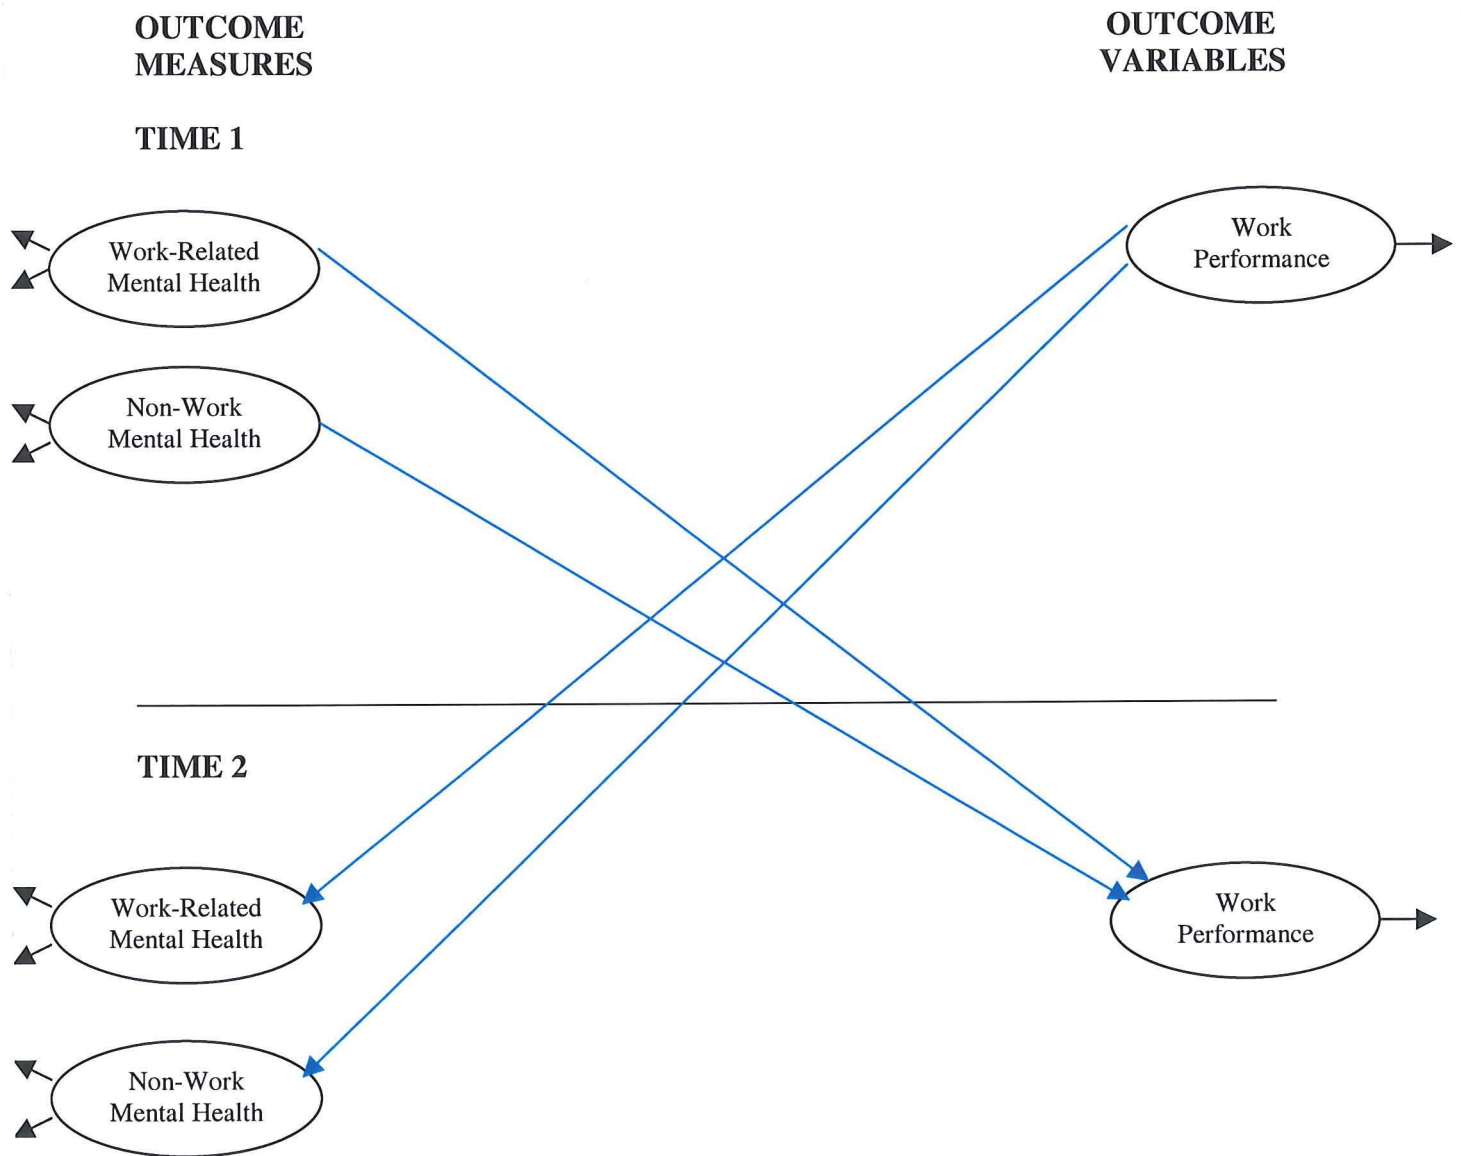 OUTCOME
MEASURES
OUTCOME
VARIABLES
TIME 1
Work-Related
Mental Health
Work
Performance
Non-Work
Mental Health
TIME 2
Work-Related
Mental Health
Work
Performance
Non-Work
Mental Health